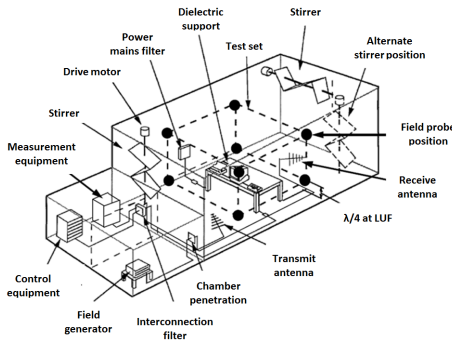 Dielectric
support
Stirrer
Power
mains filter
Test set
Alternate
stirrer position
Drive motor
Stirrer
Field probe
position
Measurement
equipment
Receive
antenna
λ/4 at LUF
Transmit
antenna
Control
equipment
Chamber
penetration
Field
generator
Interconnection
filter